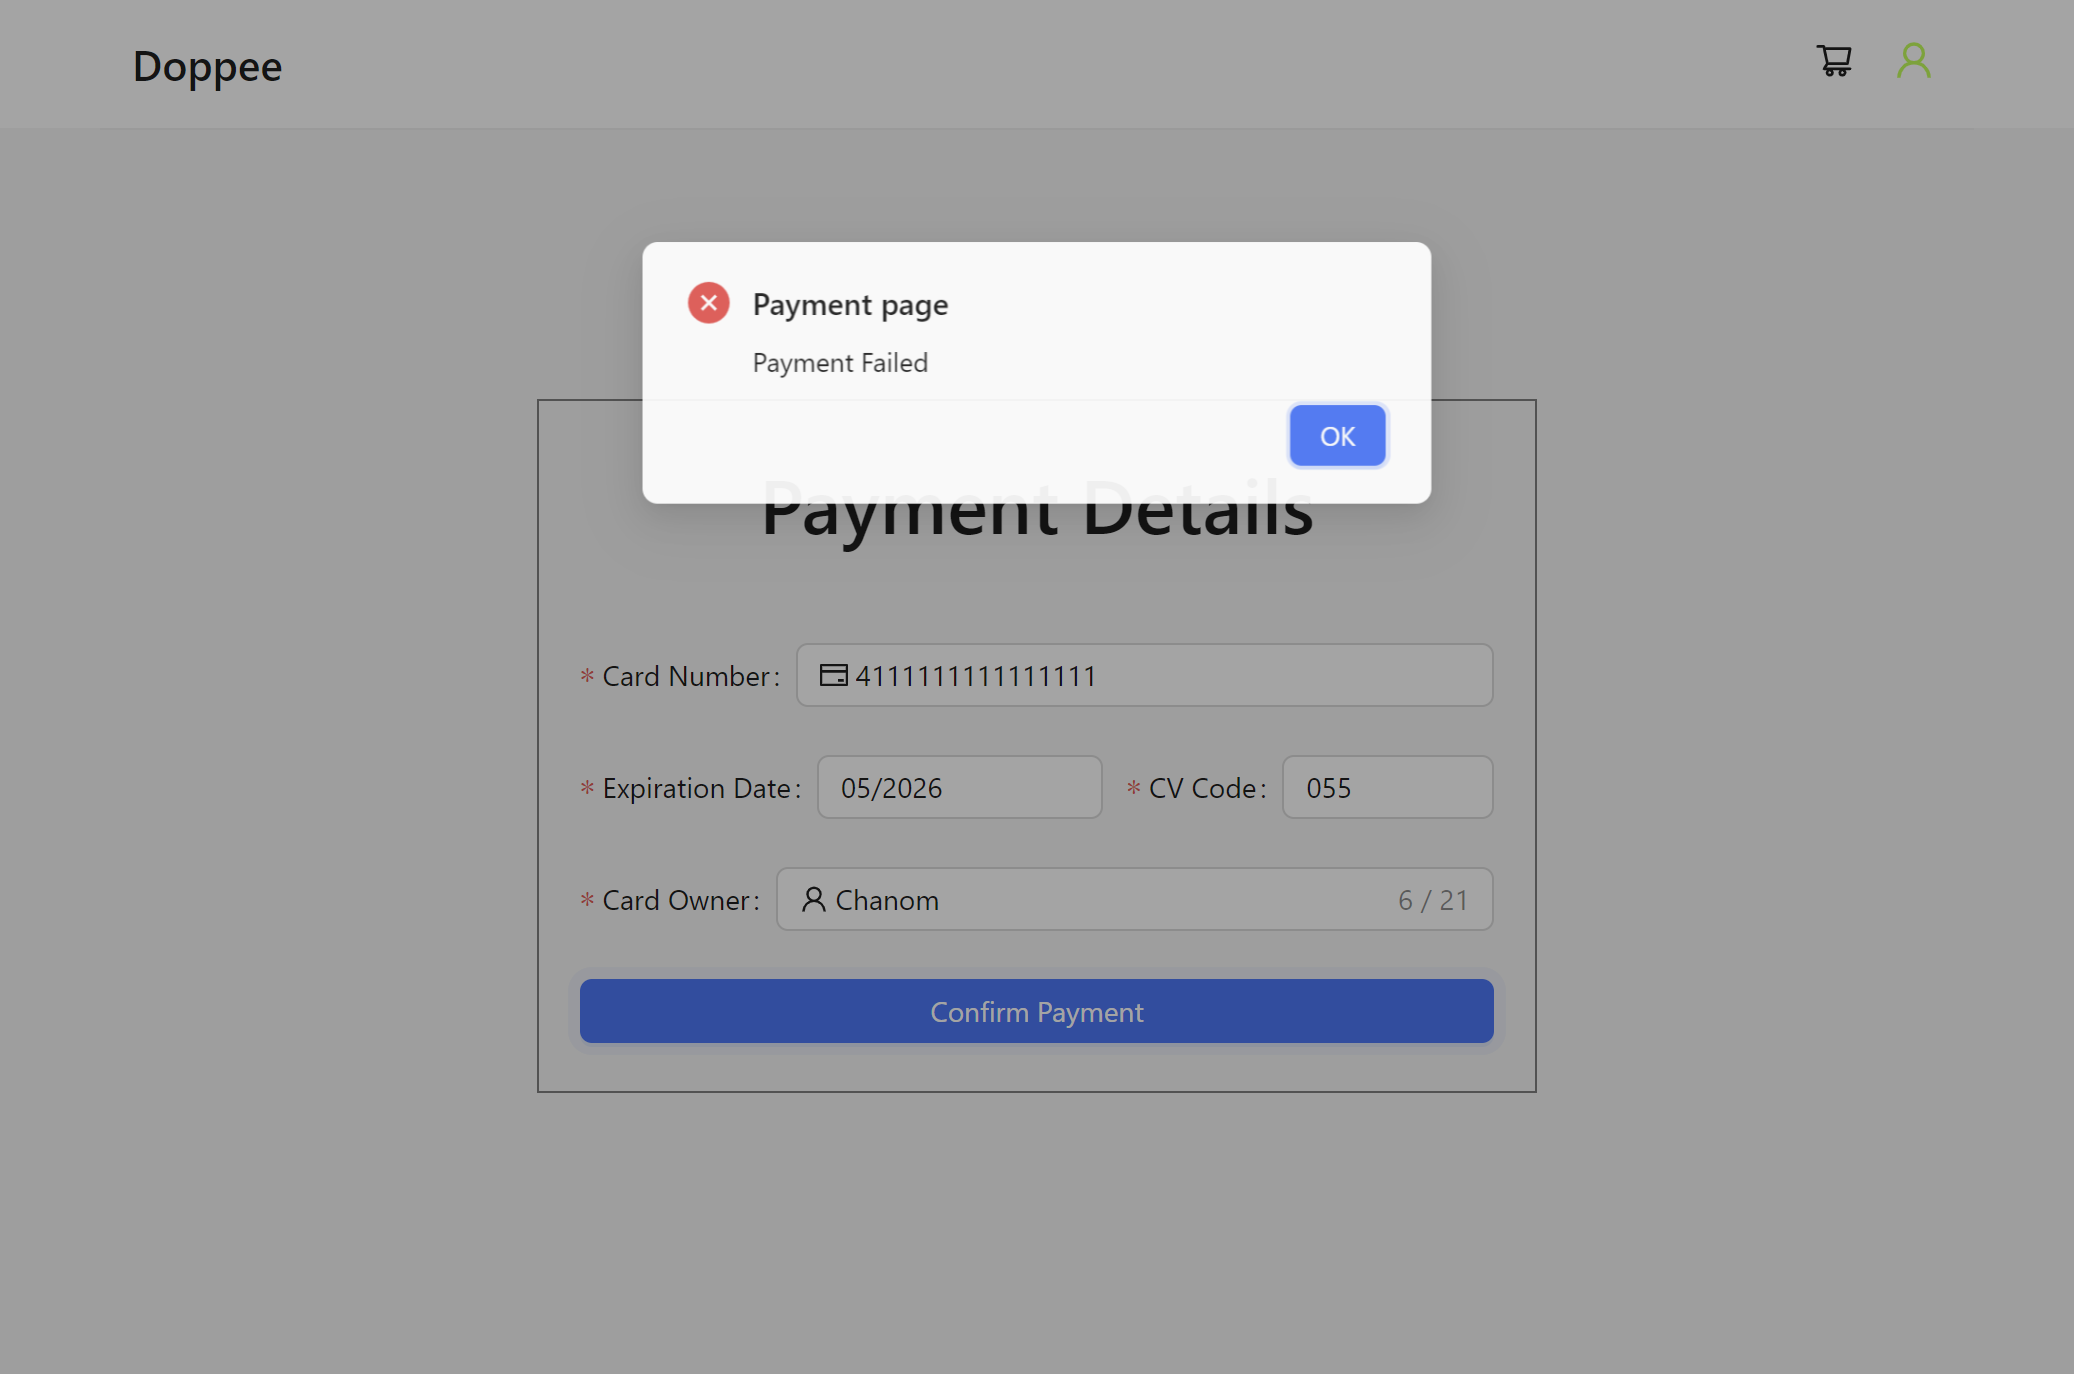 Doppee
Payment page
Payment Failed
OK
Payment Details
* Card Number: 4111111111111111
* Expiration Date: 05/2026 * CV Code: 055
* Card Owner: Chanom 6 / 21
Confirm Payment